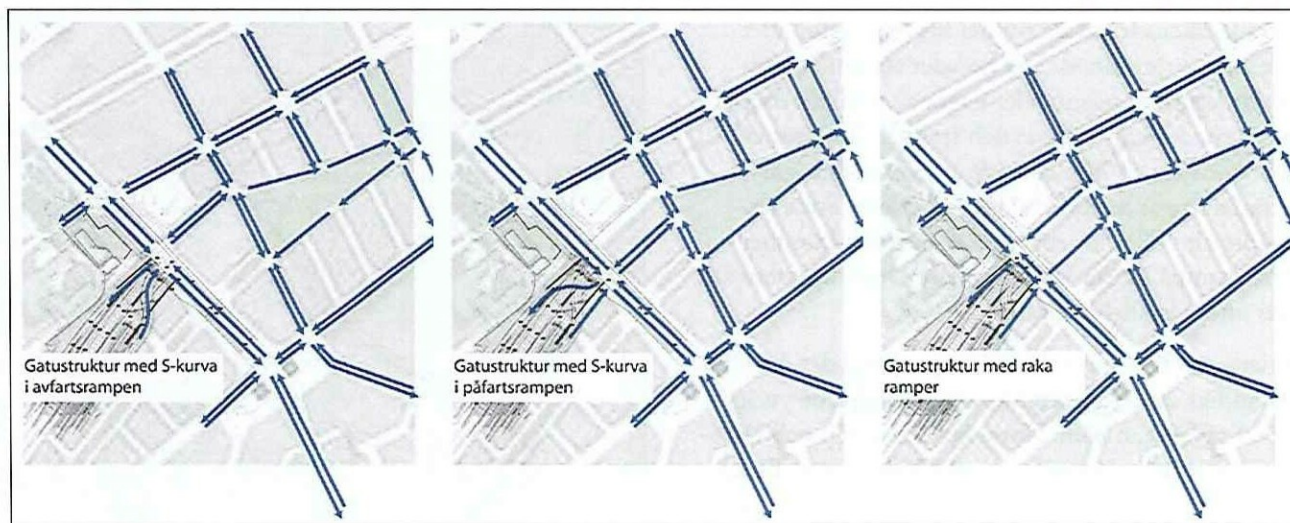 Gatustruktur med S-kurva
i avfartsrampen
Gatustruktur med S-kurva
i påfartsrampen
Gatustruktur med raka
ramper